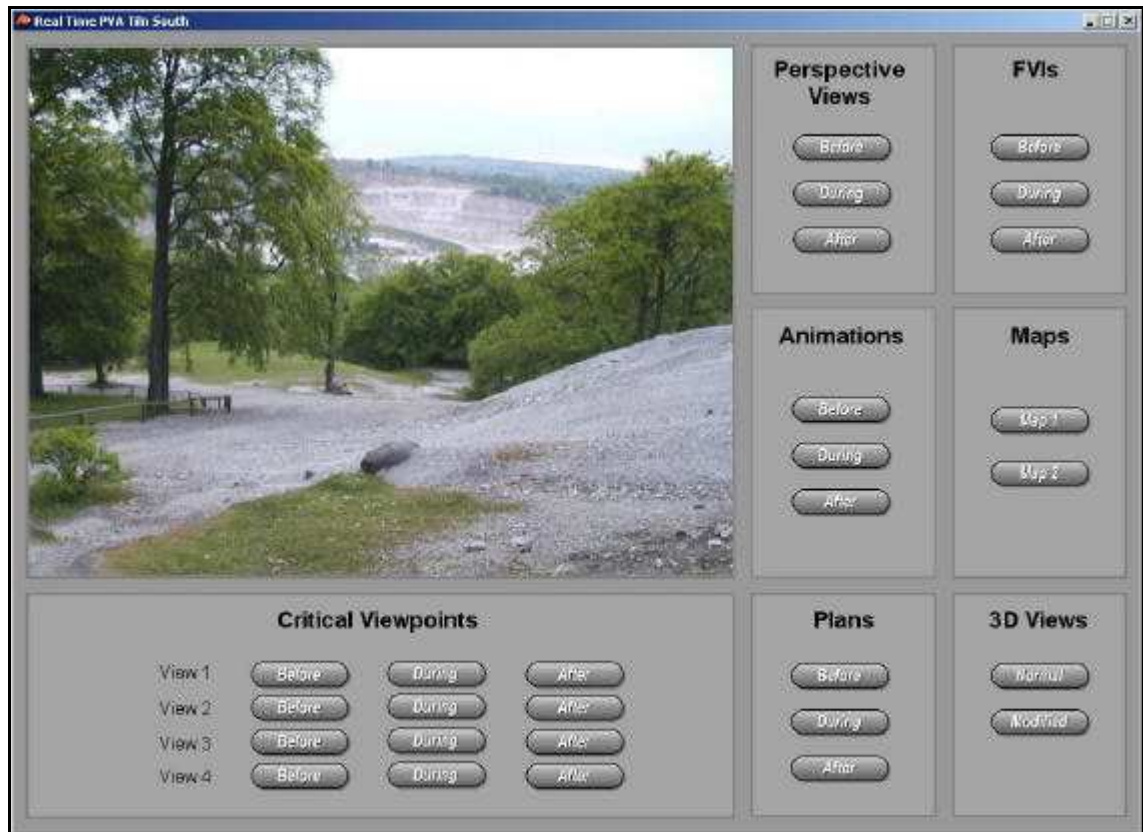 Real Time PVA Tiln South
Perspective
Views
Before
During
After
FVIs
Before
During
After
Animations
Before
During
After
Maps
Map 1
Map 2
Critical Viewpoints
View 1 Before During After
View 2 Before During After
View 3 Before During After
View 4 Before During After
Plans
Before
During
After
3D Views
Normal
Modified